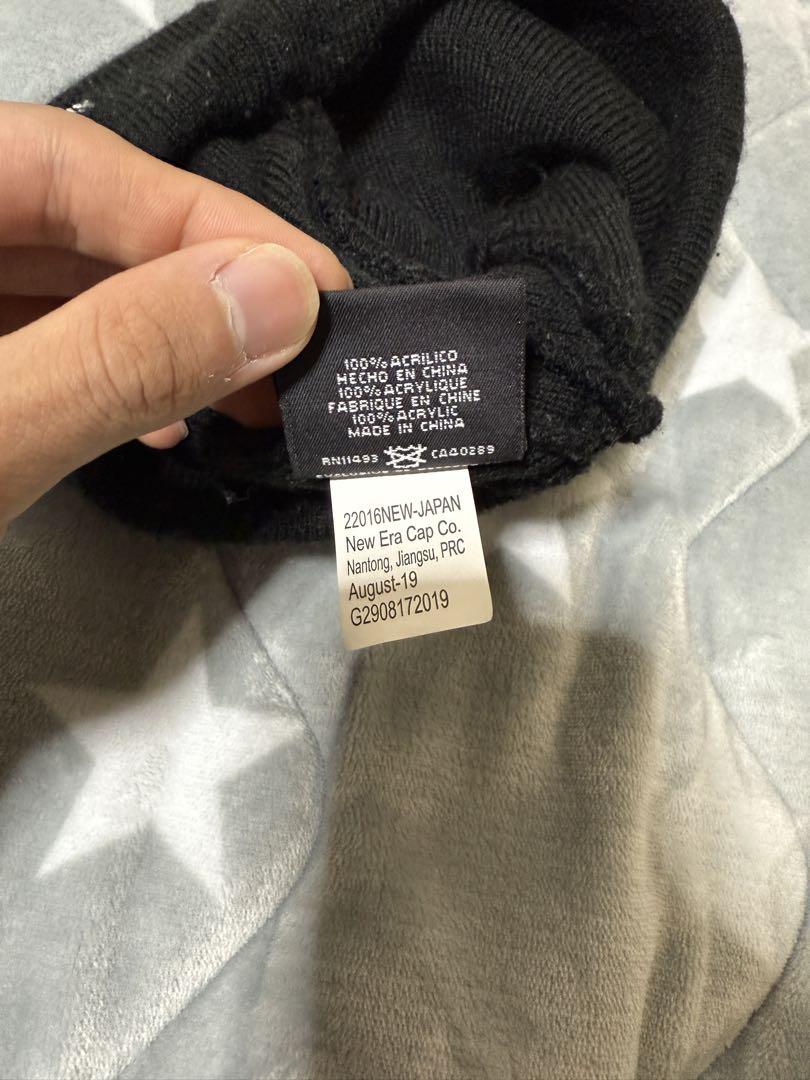 100% ACRILICO
HECHO EN CHINA
100% ACRYLIQUE
FABRIQUE EN CHINE
100% ACRYLIC
MADE IN CHINA
RN11493 CA40289
22016NEW-JAPAN
New Era Cap Co.
Nantong, Jiangsu, PRC
August-19
G2908172019